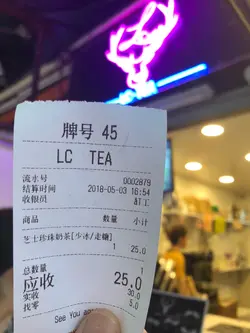 牌号 45
LC TEA
流水号 0002879
结算时间 2018-05-03 16:54
收银员 a红
商品 数量 小计
芝士珍珠奶茶[少冰/走糖]
1 25.0
总数量 1
应收 25.0
实收 30.0
找零 5.0
See You